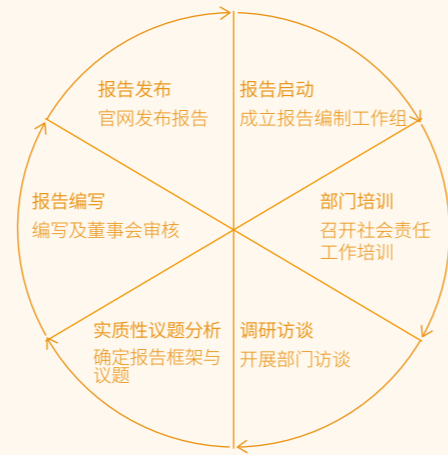 报告发布
官网发布报告
报告启动
成立报告编制工作组
报告编写
编写及董事会审核
部门培训
召开社会责任
工作培训
实质性议题分析
确定报告框架与
议题
调研访谈
开展部门访谈